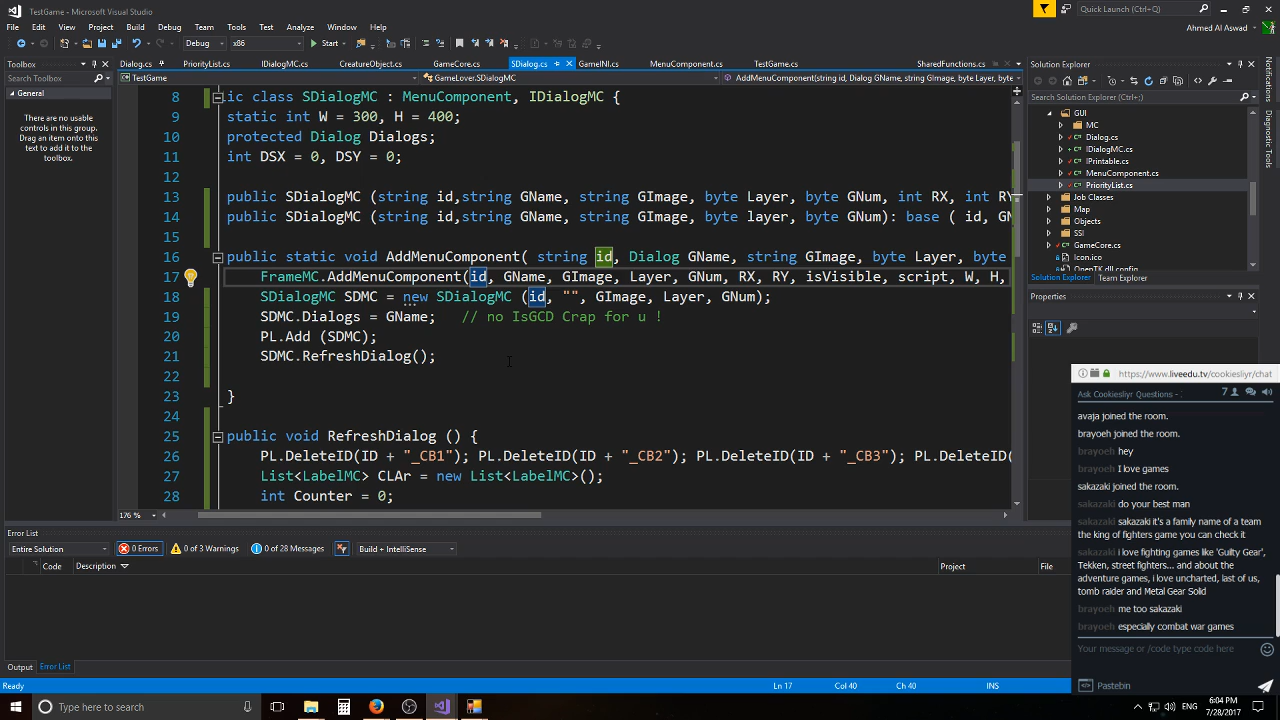 TestGame - Microsoft Visual Studio
Quick Launch (Ctrl+Q)
File Edit View Project Build Debug Team Tools Test Analyze Window Help
Ahmed Al Aswad
Debug x86 Start
Toolbox
Search Toolbox
General
There are no usable
controls in this group.
Drag an item onto this
text to add it to the
toolbox.
Dialog.cs PriorityList.cs IDialogMC.cs CreatureObject.cs GameCore.cs SDialog.cs GameINI.cs MenuComponent.cs TestGame.cs SharedFunctions.cs
TestGame GameLover.SDialogMC AddMenuComponent(string id, Dialog GName, string GImage, byte Layer, byte
8 ic class SDialogMC : MenuComponent, IDialogMC {
9 static int W = 300, H = 400;
10 protected Dialog Dialogs;
11 int DSX = 0, DSY = 0;
12
13 public SDialogMC (string id,string GName, string GImage, byte Layer, byte GNum, int RX, int RY
14 public SDialogMC (string id,string GName, string GImage, byte layer, byte GNum): base ( id, GN
15
16 public static void AddMenuComponent( string id, Dialog GName, string GImage, byte Layer, byte
17 FrameMC.AddMenuComponent(id, GName, GImage, Layer, GNum, RX, RY, isVisible, script, W, H,
18 SDialogMC SDMC = new SDialogMC (id, "", GImage, Layer, GNum);
19 SDMC.Dialogs = GName; // no IsGCD Crap for u !
20 PL.Add (SDMC);
21 SDMC.RefreshDialog();
22
23 }
24
25 public void RefreshDialog () {
26 PL.DeleteID(ID + "_CB1"); PL.DeleteID(ID + "_CB2"); PL.DeleteID(ID + "_CB3"); PL.DeleteID(
27 List<LabelMC> CLAr = new List<LabelMC>();
28 int Counter = 0;
176 %
Solution Explorer
Search Solution Explorer (Ctrl+;)
GUI
MC
Dialog.cs
IDialogMC.cs
IPrintable.cs
MenuComponent.cs
PriorityList.cs
Job Classes
Map
Objects
SSI
GameCore.cs
Icon.ico
OpenTK.dll.config
Solution Explorer Team Explorer
Properties
Notifications
Diagnostic Tools
Error List
Entire Solution 0 Errors 0 of 3 Warnings 0 of 28 Messages Build + IntelliSense
Code Description Project File
Output Error List
Ready Ln 17 Col 40 Ch 40 INS
https://www.liveedu.tv/cookiesliyr/chat
Ask Cookiesliyr Questions - 7
avaja joined the room.
brayoeh joined the room.
brayoeh hey
brayoeh I love games
sakazaki joined the room.
sakazaki do your best man
sakazaki sakazaki it's a family name of a team
the king of fighters game you can check it
sakazaki i love fighting games like 'Guilty Gear',
Tekken, street fighters... and about the
adventure games, i love uncharted, last of us,
tomb raider and Metal Gear Solid
brayoeh me too sakazaki
brayoeh especially combat war games
Your message or /code type code here
Pastebin
Type here to search
ENG
6:04 PM
7/28/2017